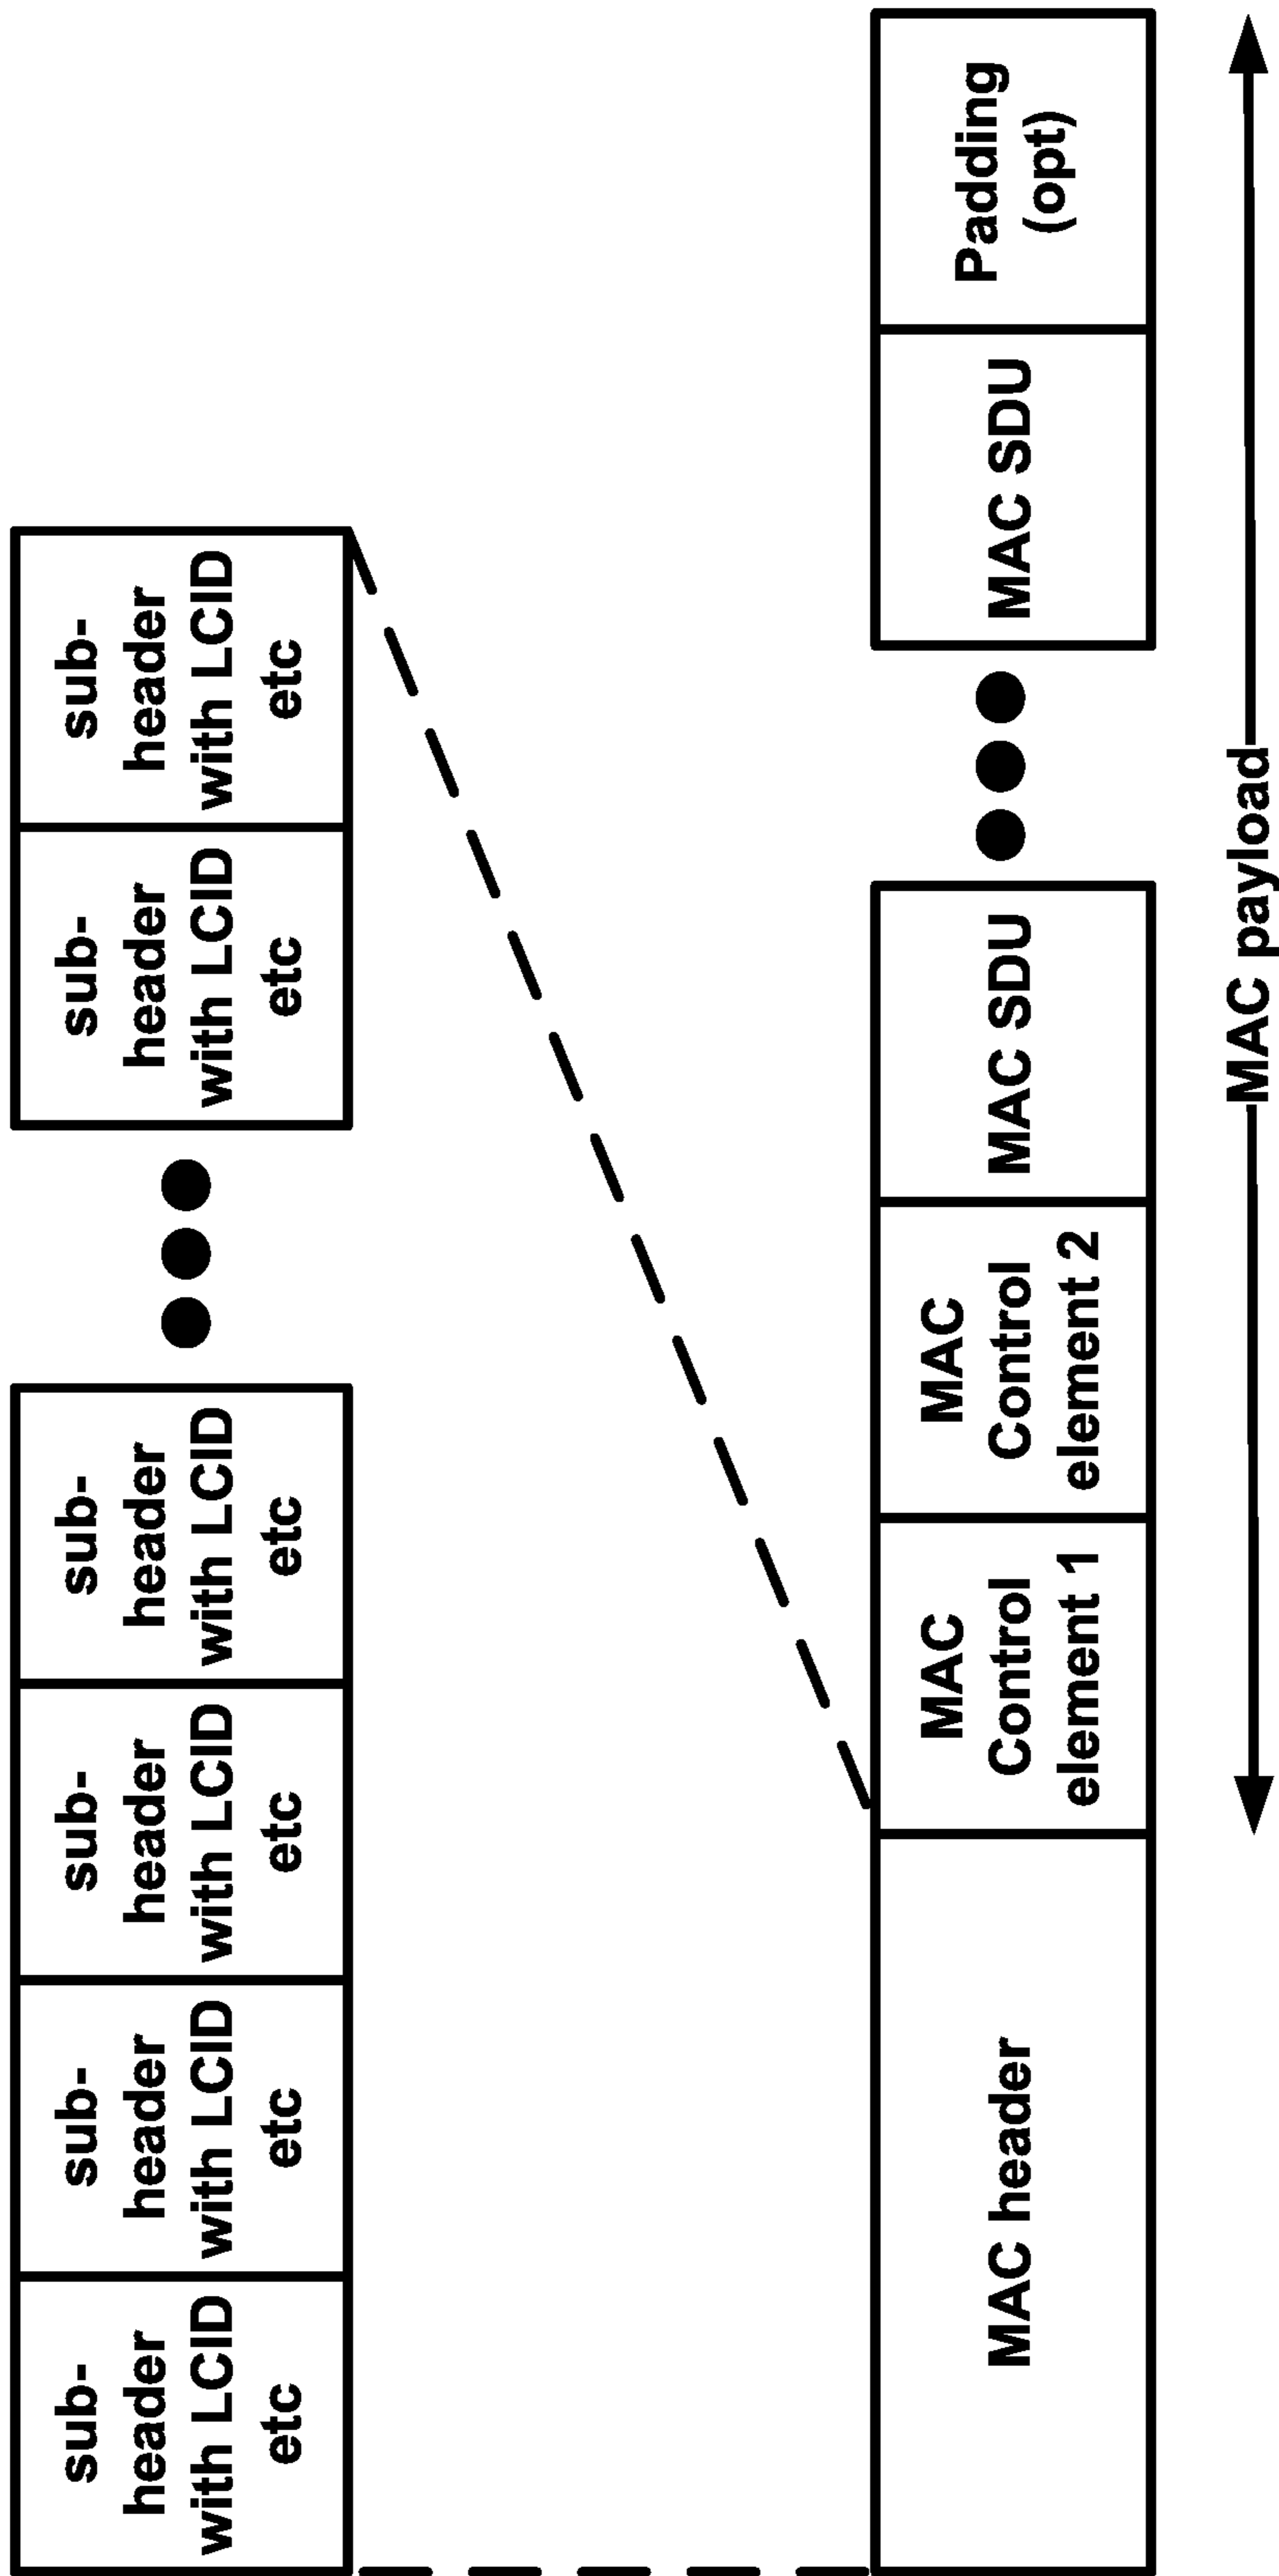 sub-
header
with LCID
etc
sub-
header
with LCID
etc
sub-
header
with LCID
etc
sub-
header
with LCID
etc
sub-
header
with LCID
etc
sub-
header
with LCID
etc
MAC header
MAC
Control
element 1
MAC
Control
element 2
MAC SDU
MAC SDU
Padding
(opt)
MAC payload